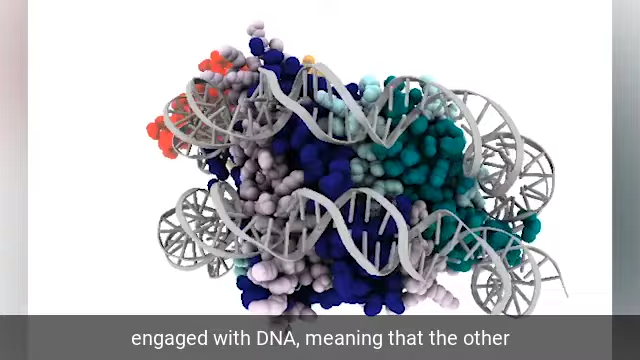 engaged with DNA, meaning that the other